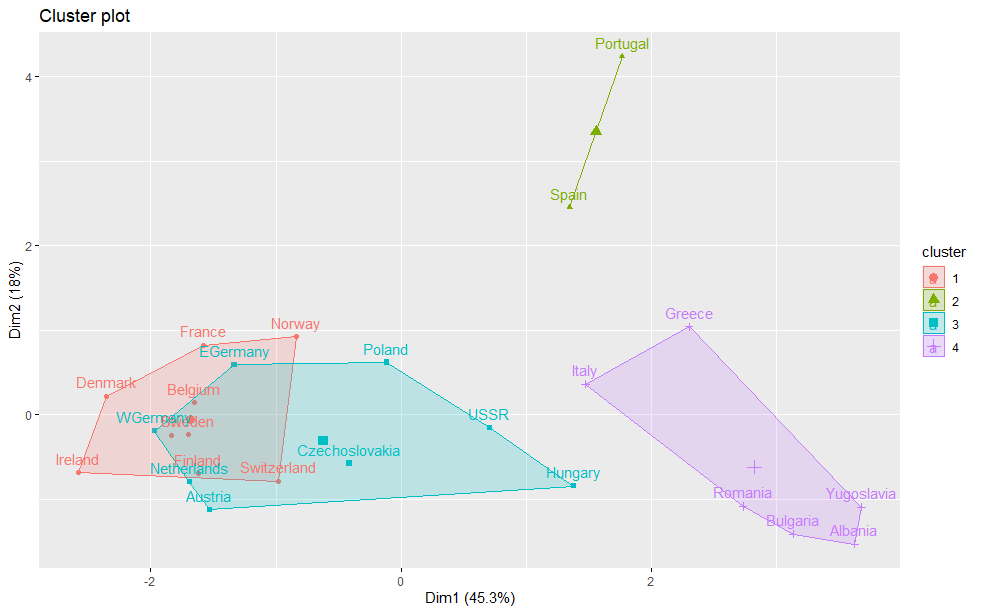 Cluster plot
Portugal
4
Spain
2
Greece
Norway
France
EGermany
Poland
Italy
Denmark
Belgium
WGermany
Sweden
USSR
0
Czechoslovakia
Ireland
Finland
Netherlands
Switzerland
Hungary
Austria
Romania
Yugoslavia
Bulgaria
Albania
-2
0
2
Dim1 (45.3%)
Dim2 (18%)
cluster
a 1
a 2
a 3
a 4